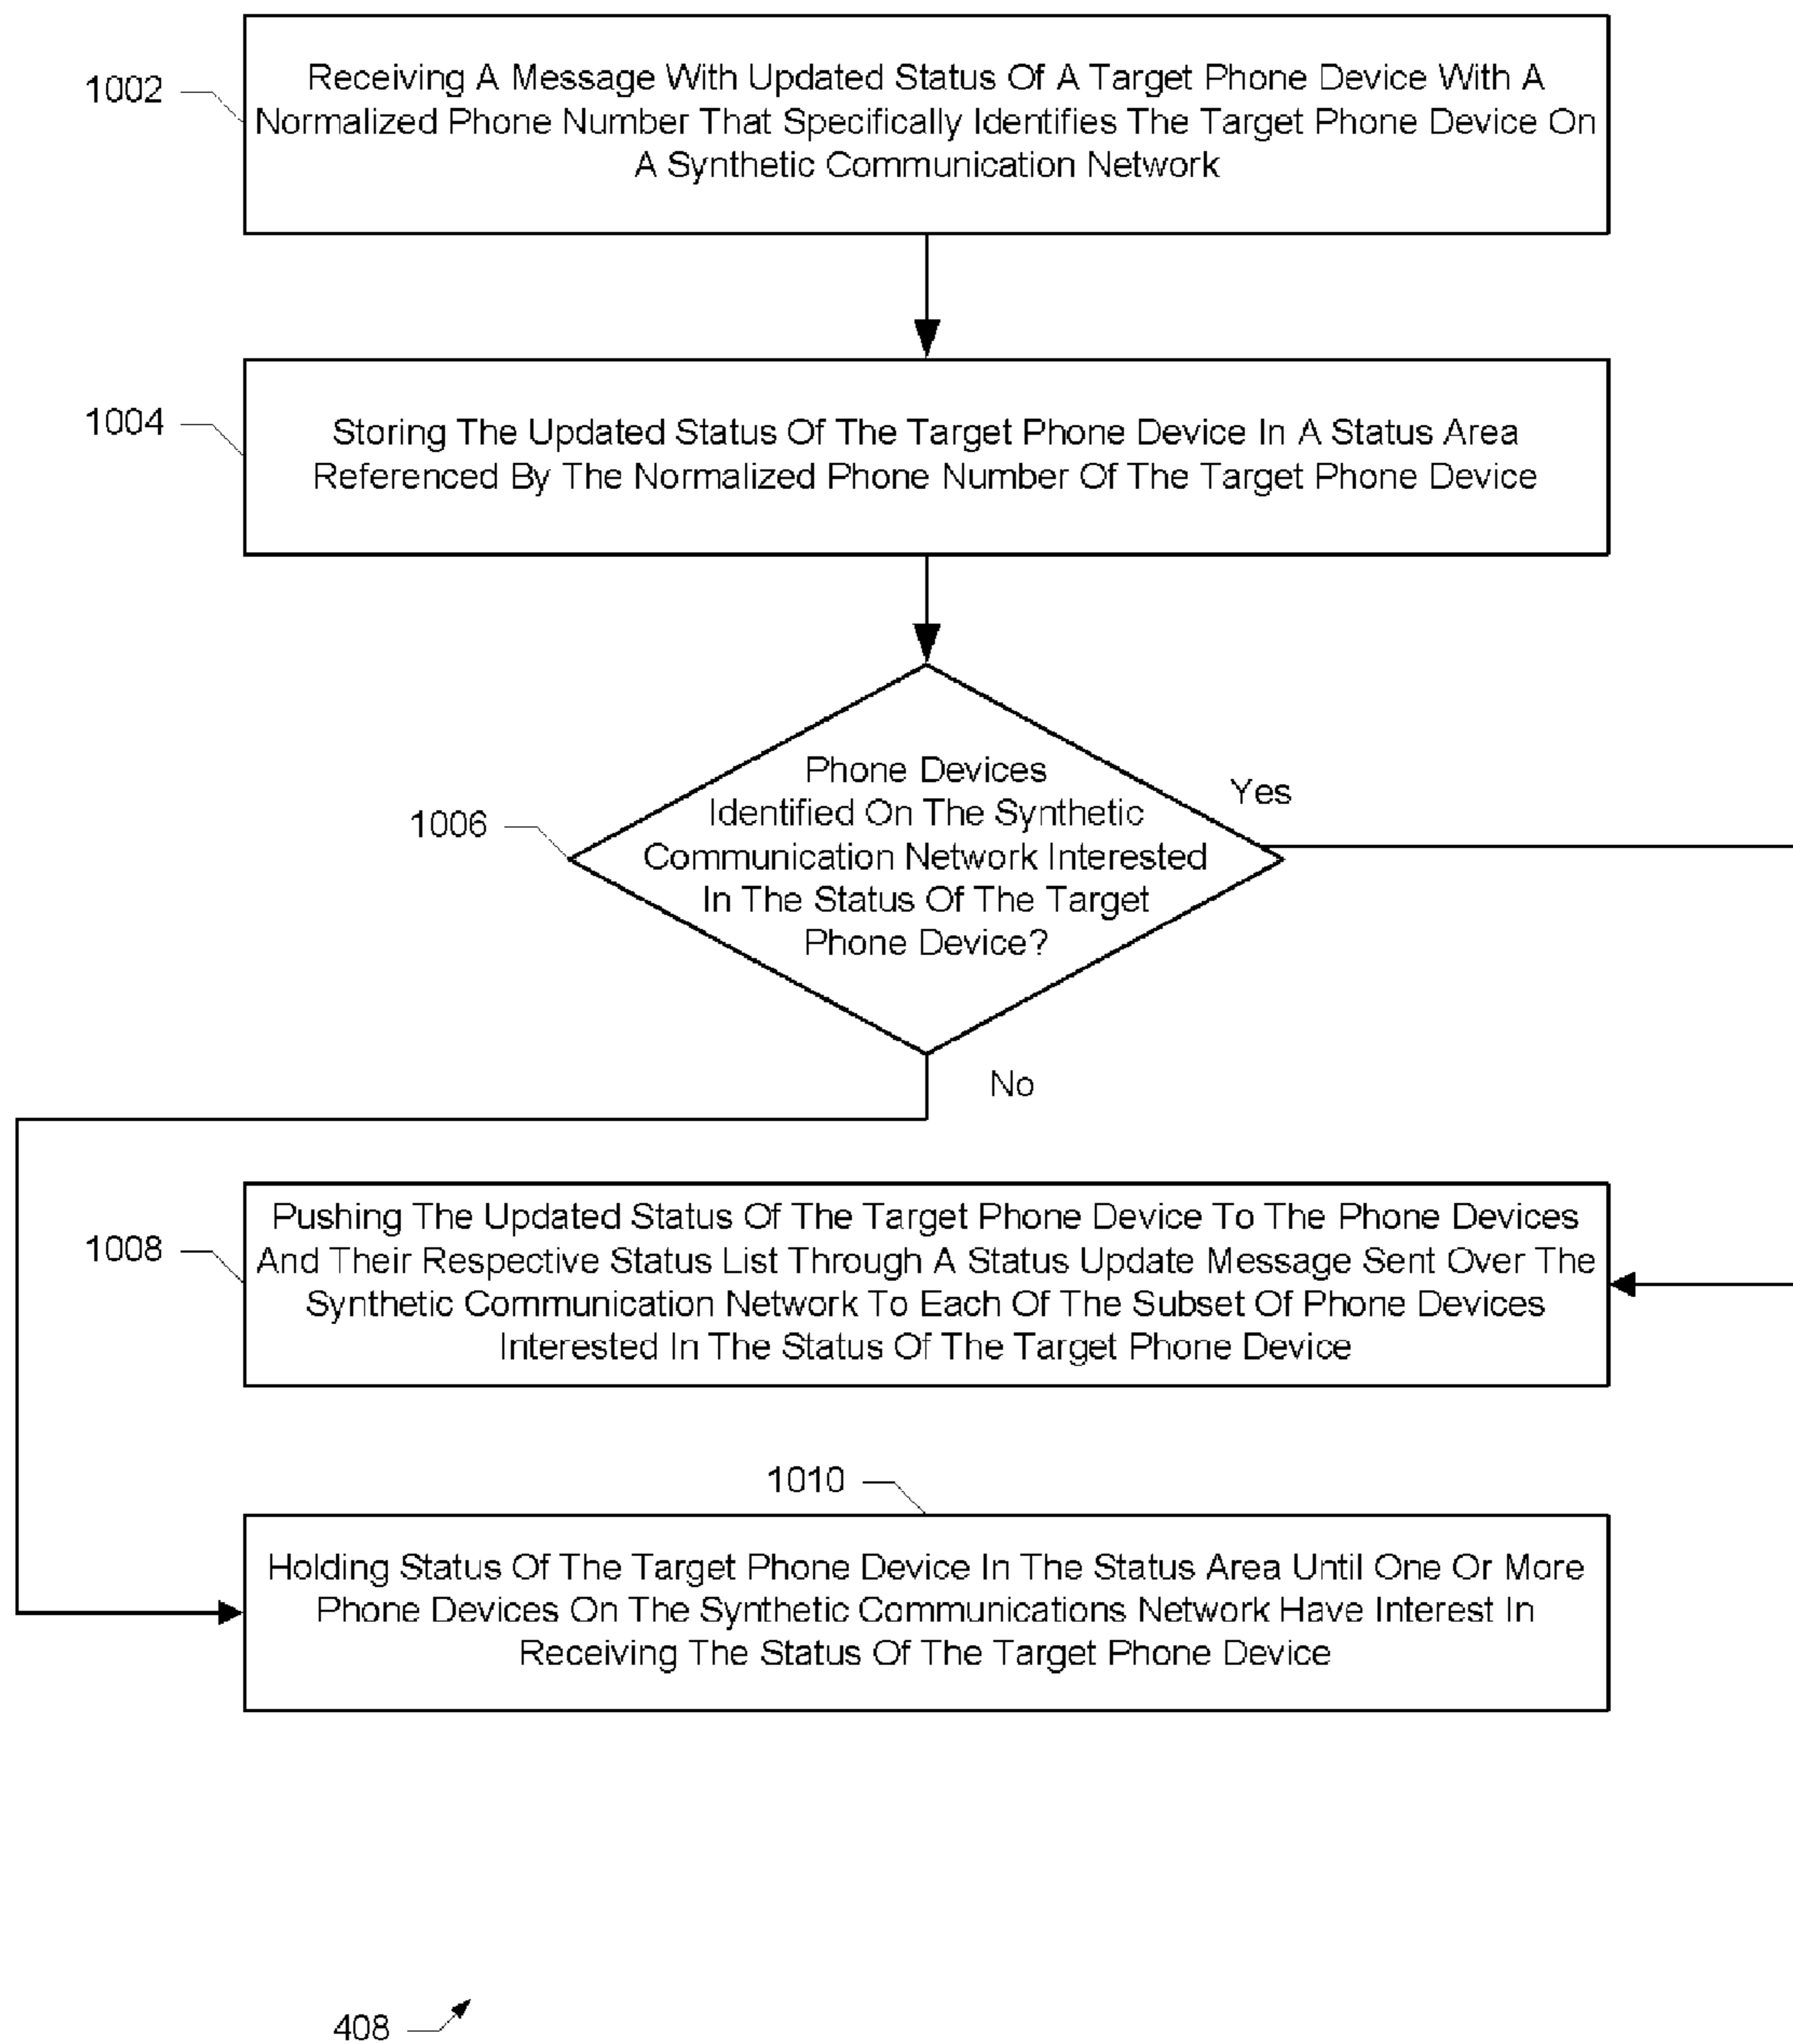 1002
Receiving A Message With Updated Status Of A Target Phone Device With A
Normalized Phone Number That Specifically Identifies The Target Phone Device On
A Synthetic Communication Network
1004
Storing The Updated Status Of The Target Phone Device In A Status Area
Referenced By The Normalized Phone Number Of The Target Phone Device
1006
Phone Devices
Identified On The Synthetic
Communication Network Interested
In The Status Of The Target
Phone Device?
Yes
No
1008
Pushing The Updated Status Of The Target Phone Device To The Phone Devices
And Their Respective Status List Through A Status Update Message Sent Over The
Synthetic Communication Network To Each Of The Subset Of Phone Devices
Interested In The Status Of The Target Phone Device
1010
Holding Status Of The Target Phone Device In The Status Area Until One Or More
Phone Devices On The Synthetic Communications Network Have Interest In
Receiving The Status Of The Target Phone Device
408